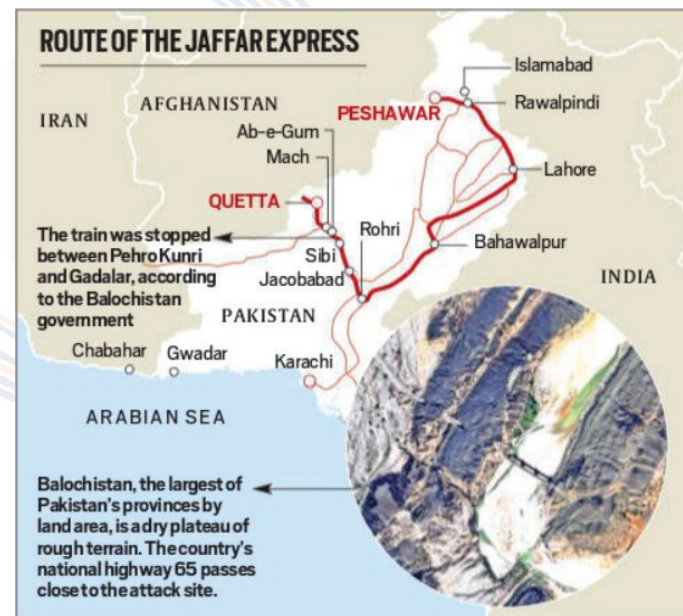 ROUTE OF THE JAFFAR EXPRESS
Islamabad
AFGHANISTAN
PESHAWAR
Rawalpindi
IRAN
Ab-e-Gum
Mach
Lahore
QUETTA
Rohri
The train was stopped
between Pehro Kunri
and Gadalar, according
to the Balochistan
government
Sibi
Bahawalpur
Jacobabad
INDIA
PAKISTAN
Chabahar
Gwadar
Karachi
ARABIAN SEA
Balochistan, the largest of
Pakistan's provinces by
land area, is a dry plateau of
rough terrain. The country's
national highway 65 passes
close to the attack site.